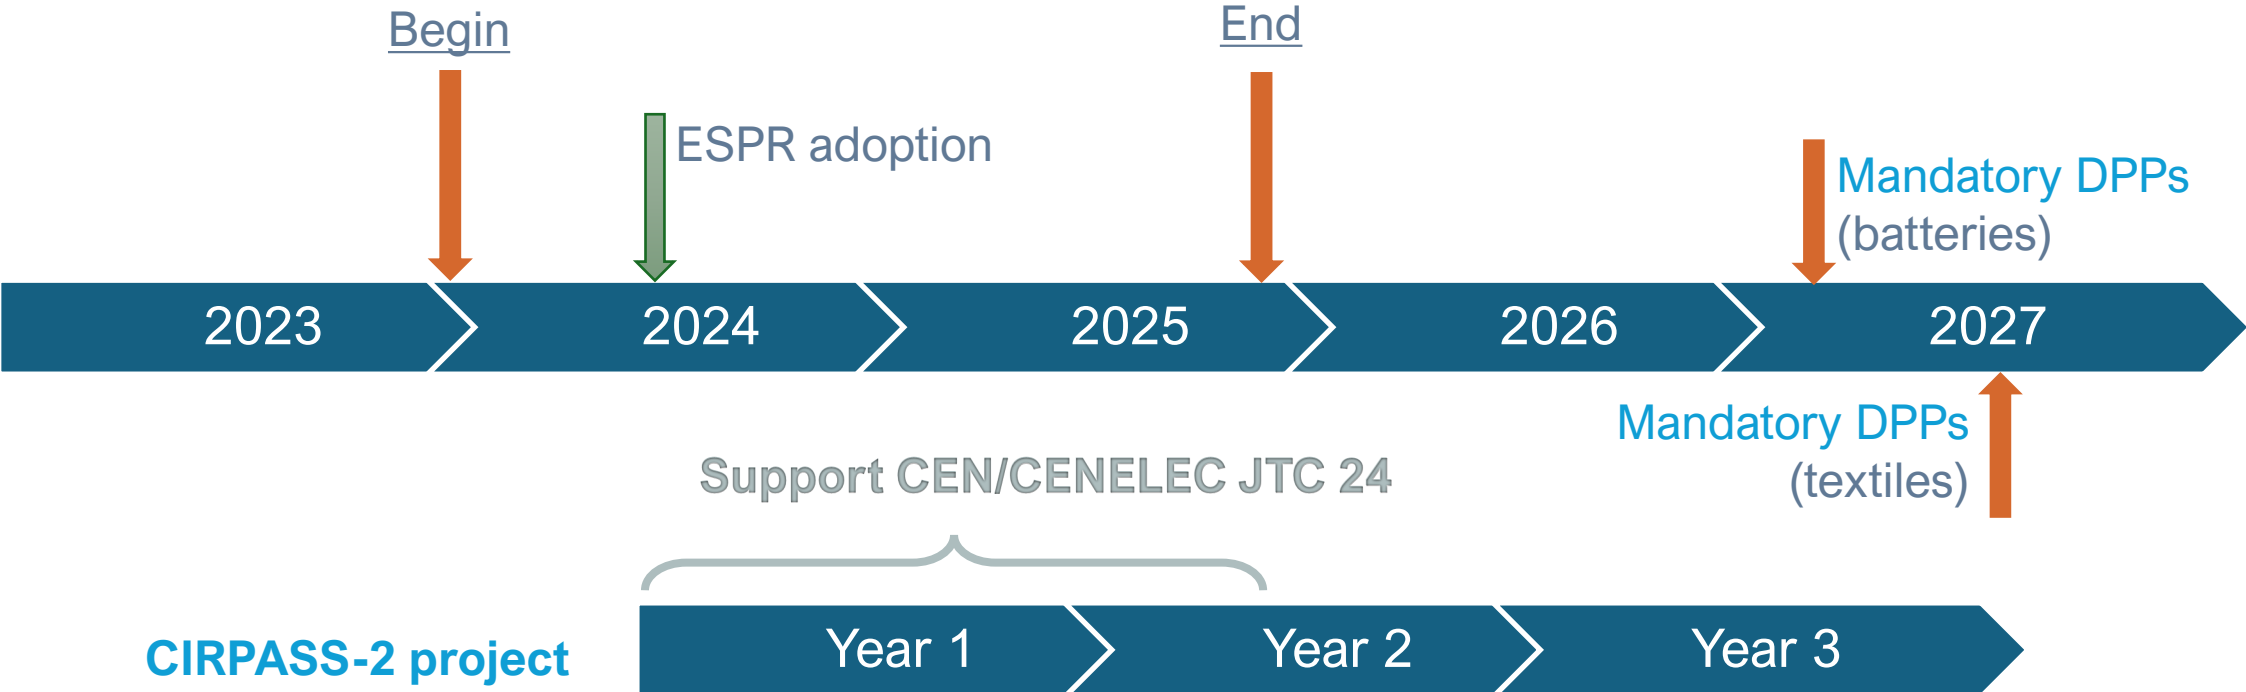 Begin
End
ESPR adoption
Mandatory DPPs
(batteries)
2023
2024
2025
2026
2027
Mandatory DPPs
(textiles)
Support CEN/CENELEC JTC 24
CIRPASS-2 project
Year 1
Year 2
Year 3